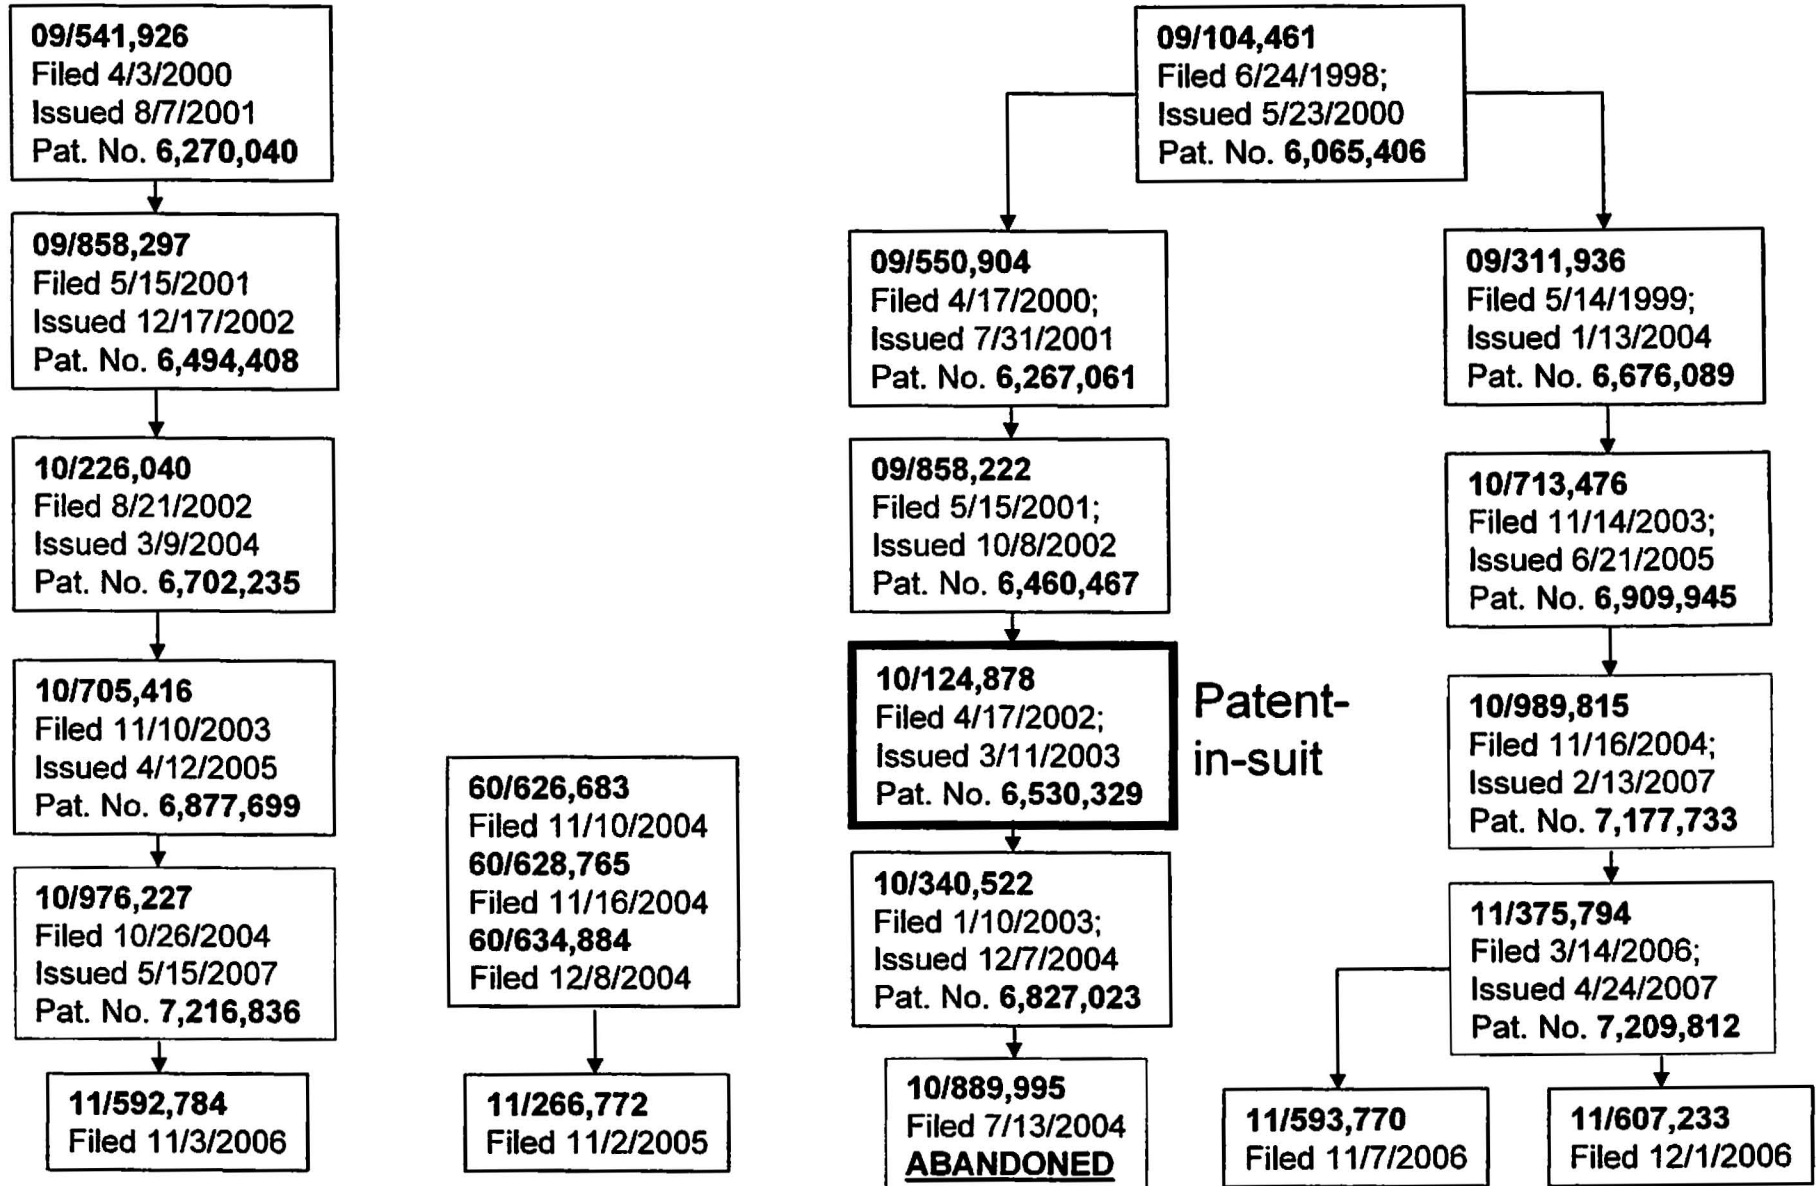 09/541,926
Filed 4/3/2000
Issued 8/7/2001
Pat. No. 6,270,040
09/858,297
Filed 5/15/2001
Issued 12/17/2002
Pat. No. 6,494,408
10/226,040
Filed 8/21/2002
Issued 3/9/2004
Pat. No. 6,702,235
10/705,416
Filed 11/10/2003
Issued 4/12/2005
Pat. No. 6,877,699
10/976,227
Filed 10/26/2004
Issued 5/15/2007
Pat. No. 7,216,836
11/592,784
Filed 11/3/2006
60/626,683
Filed 11/10/2004
60/628,765
Filed 11/16/2004
60/634,884
Filed 12/8/2004
11/266,772
Filed 11/2/2005
09/104,461
Filed 6/24/1998;
Issued 5/23/2000
Pat. No. 6,065,406
09/550,904
Filed 4/17/2000;
Issued 7/31/2001
Pat. No. 6,267,061
09/858,222
Filed 5/15/2001;
Issued 10/8/2002
Pat. No. 6,460,467
10/124,878
Filed 4/17/2002;
Issued 3/11/2003
Pat. No. 6,530,329
Patent-
in-suit
10/340,522
Filed 1/10/2003;
Issued 12/7/2004
Pat. No. 6,827,023
10/889,995
Filed 7/13/2004
ABANDONED
09/311,936
Filed 5/14/1999;
Issued 1/13/2004
Pat. No. 6,676,089
10/713,476
Filed 11/14/2003;
Issued 6/21/2005
Pat. No. 6,909,945
10/989,815
Filed 11/16/2004;
Issued 2/13/2007
Pat. No. 7,177,733
11/375,794
Filed 3/14/2006;
Issued 4/24/2007
Pat. No. 7,209,812
11/593,770
Filed 11/7/2006
11/607,233
Filed 12/1/2006